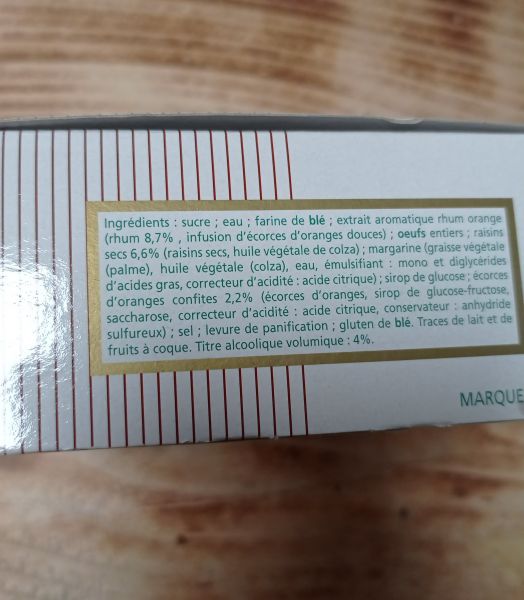 Ingrédients : sucre ; eau ; farine de blé ; extrait aromatique rhum orange
(rhum 8,7% , infusion d'écorces d'oranges douces) ; oeufs entiers ; raisins
secs 6,6% (raisins secs, huile végétale de colza) ; margarine (graisse végétale
(palme), huile végétale (colza), eau, émulsifiant : mono et diglycérides
d'acides gras, correcteur d'acidité : acide citrique) ; sirop de glucose ; écorces
d'oranges confites 2,2% (écorces d'oranges, sirop de glucose-fructose,
saccharose, correcteur d'acidité : acide citrique, conservateur : anhydride
sulfureux) ; sel ; levure de panification ; gluten de blé. Traces de lait et de
fruits à coque. Titre alcoolique volumique : 4%.
MARQUE